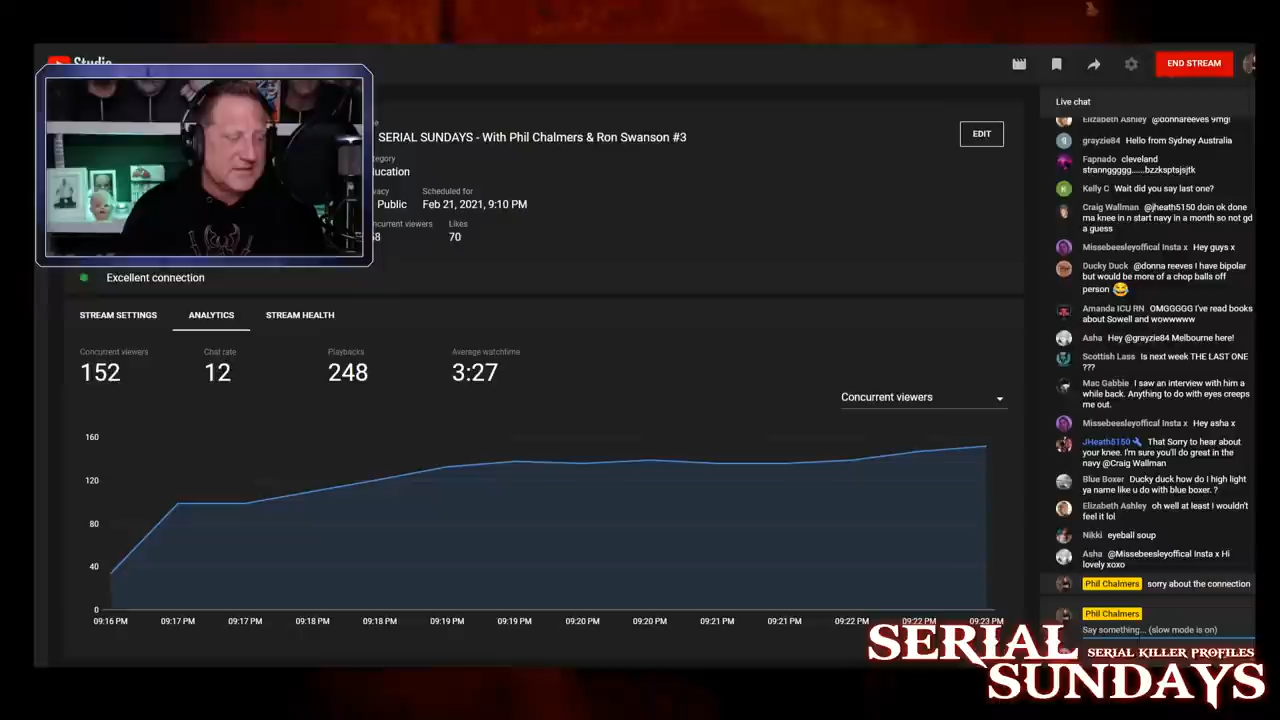 Studio
END STREAM
SERIAL SUNDAYS - With Phil Chalmers & Ron Swanson #3
EDIT
tegory
ducation
vacy
Public
Scheduled for
Feb 21, 2021, 9:10 PM
ncurrent viewers
Likes
70
Excellent connection
STREAM SETTINGS
ANALYTICS
STREAM HEALTH
Concurrent viewers
152
Chat rate
12
Playbacks
248
Average watchtime
3:27
Concurrent viewers
160
120
80
40
0
09:16 PM 09:17 PM 09:17 PM 09:18 PM 09:18 PM 09:19 PM 09:19 PM 09:20 PM 09:20 PM 09:21 PM 09:21 PM 09:22 PM 09:22 PM 09:23 PM
Live chat
Elizabeth Ashley @donnareeves 9mg!
grayzie84 Hello from Sydney Australia
Fapnado cleveland
stranngggg......bzzksptsjsjtk
Kelly C Wait did you say last one?
Craig Wallman @jheath5150 doin ok done
ma knee in n start navy in a month so not gd
a guess
Missebeesleyoffical Insta x Hey guys x
Ducky Duck @donna reeves I have bipolar
but would be more of a chop balls off
person 😂
Amanda ICU RN OMGGGGG I've read books
about Sowell and wowwwww
Asha Hey @grayzie84 Melbourne here!
Scottish Lass Is next week THE LAST ONE
???
Mac Gabbie I saw an interview with him a
while back. Anything to do with eyes creeps
me out.
Missebeesleyoffical Insta x Hey asha x
JHeath5150 That Sorry to hear about
your knee. I'm sure you'll do great in the
navy @Craig Wallman
Blue Boxer Ducky duck how do I high light
ya name like u do with blue boxer. ?
Elizabeth Ashley oh well at least I wouldn't
feel it lol
Nikki eyeball soup
Asha @Missebeesleyoffical Insta x Hi
lovely xoxo
Phil Chalmers sorry about the connection
Phil Chalmers
Say something... (slow mode is on)
SERIAL
SERIAL KILLER PROFILES
SUNDAYS